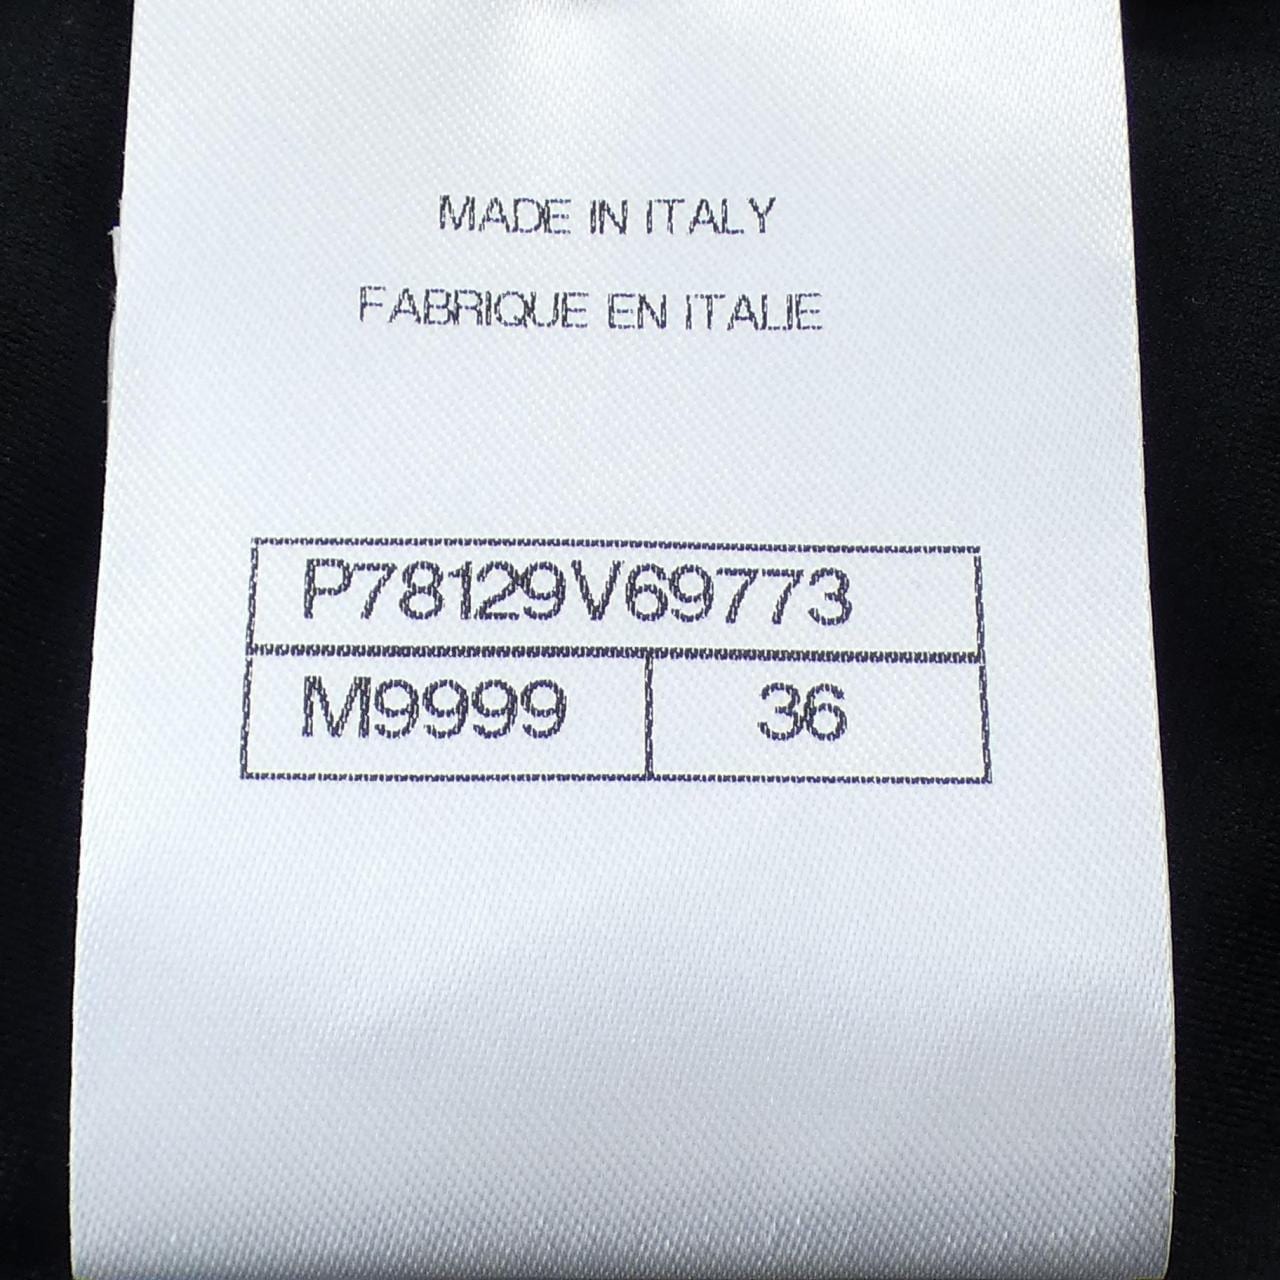 MADE IN ITALY
FABRIQUE EN ITALIE
P78129V69773
M9999 36